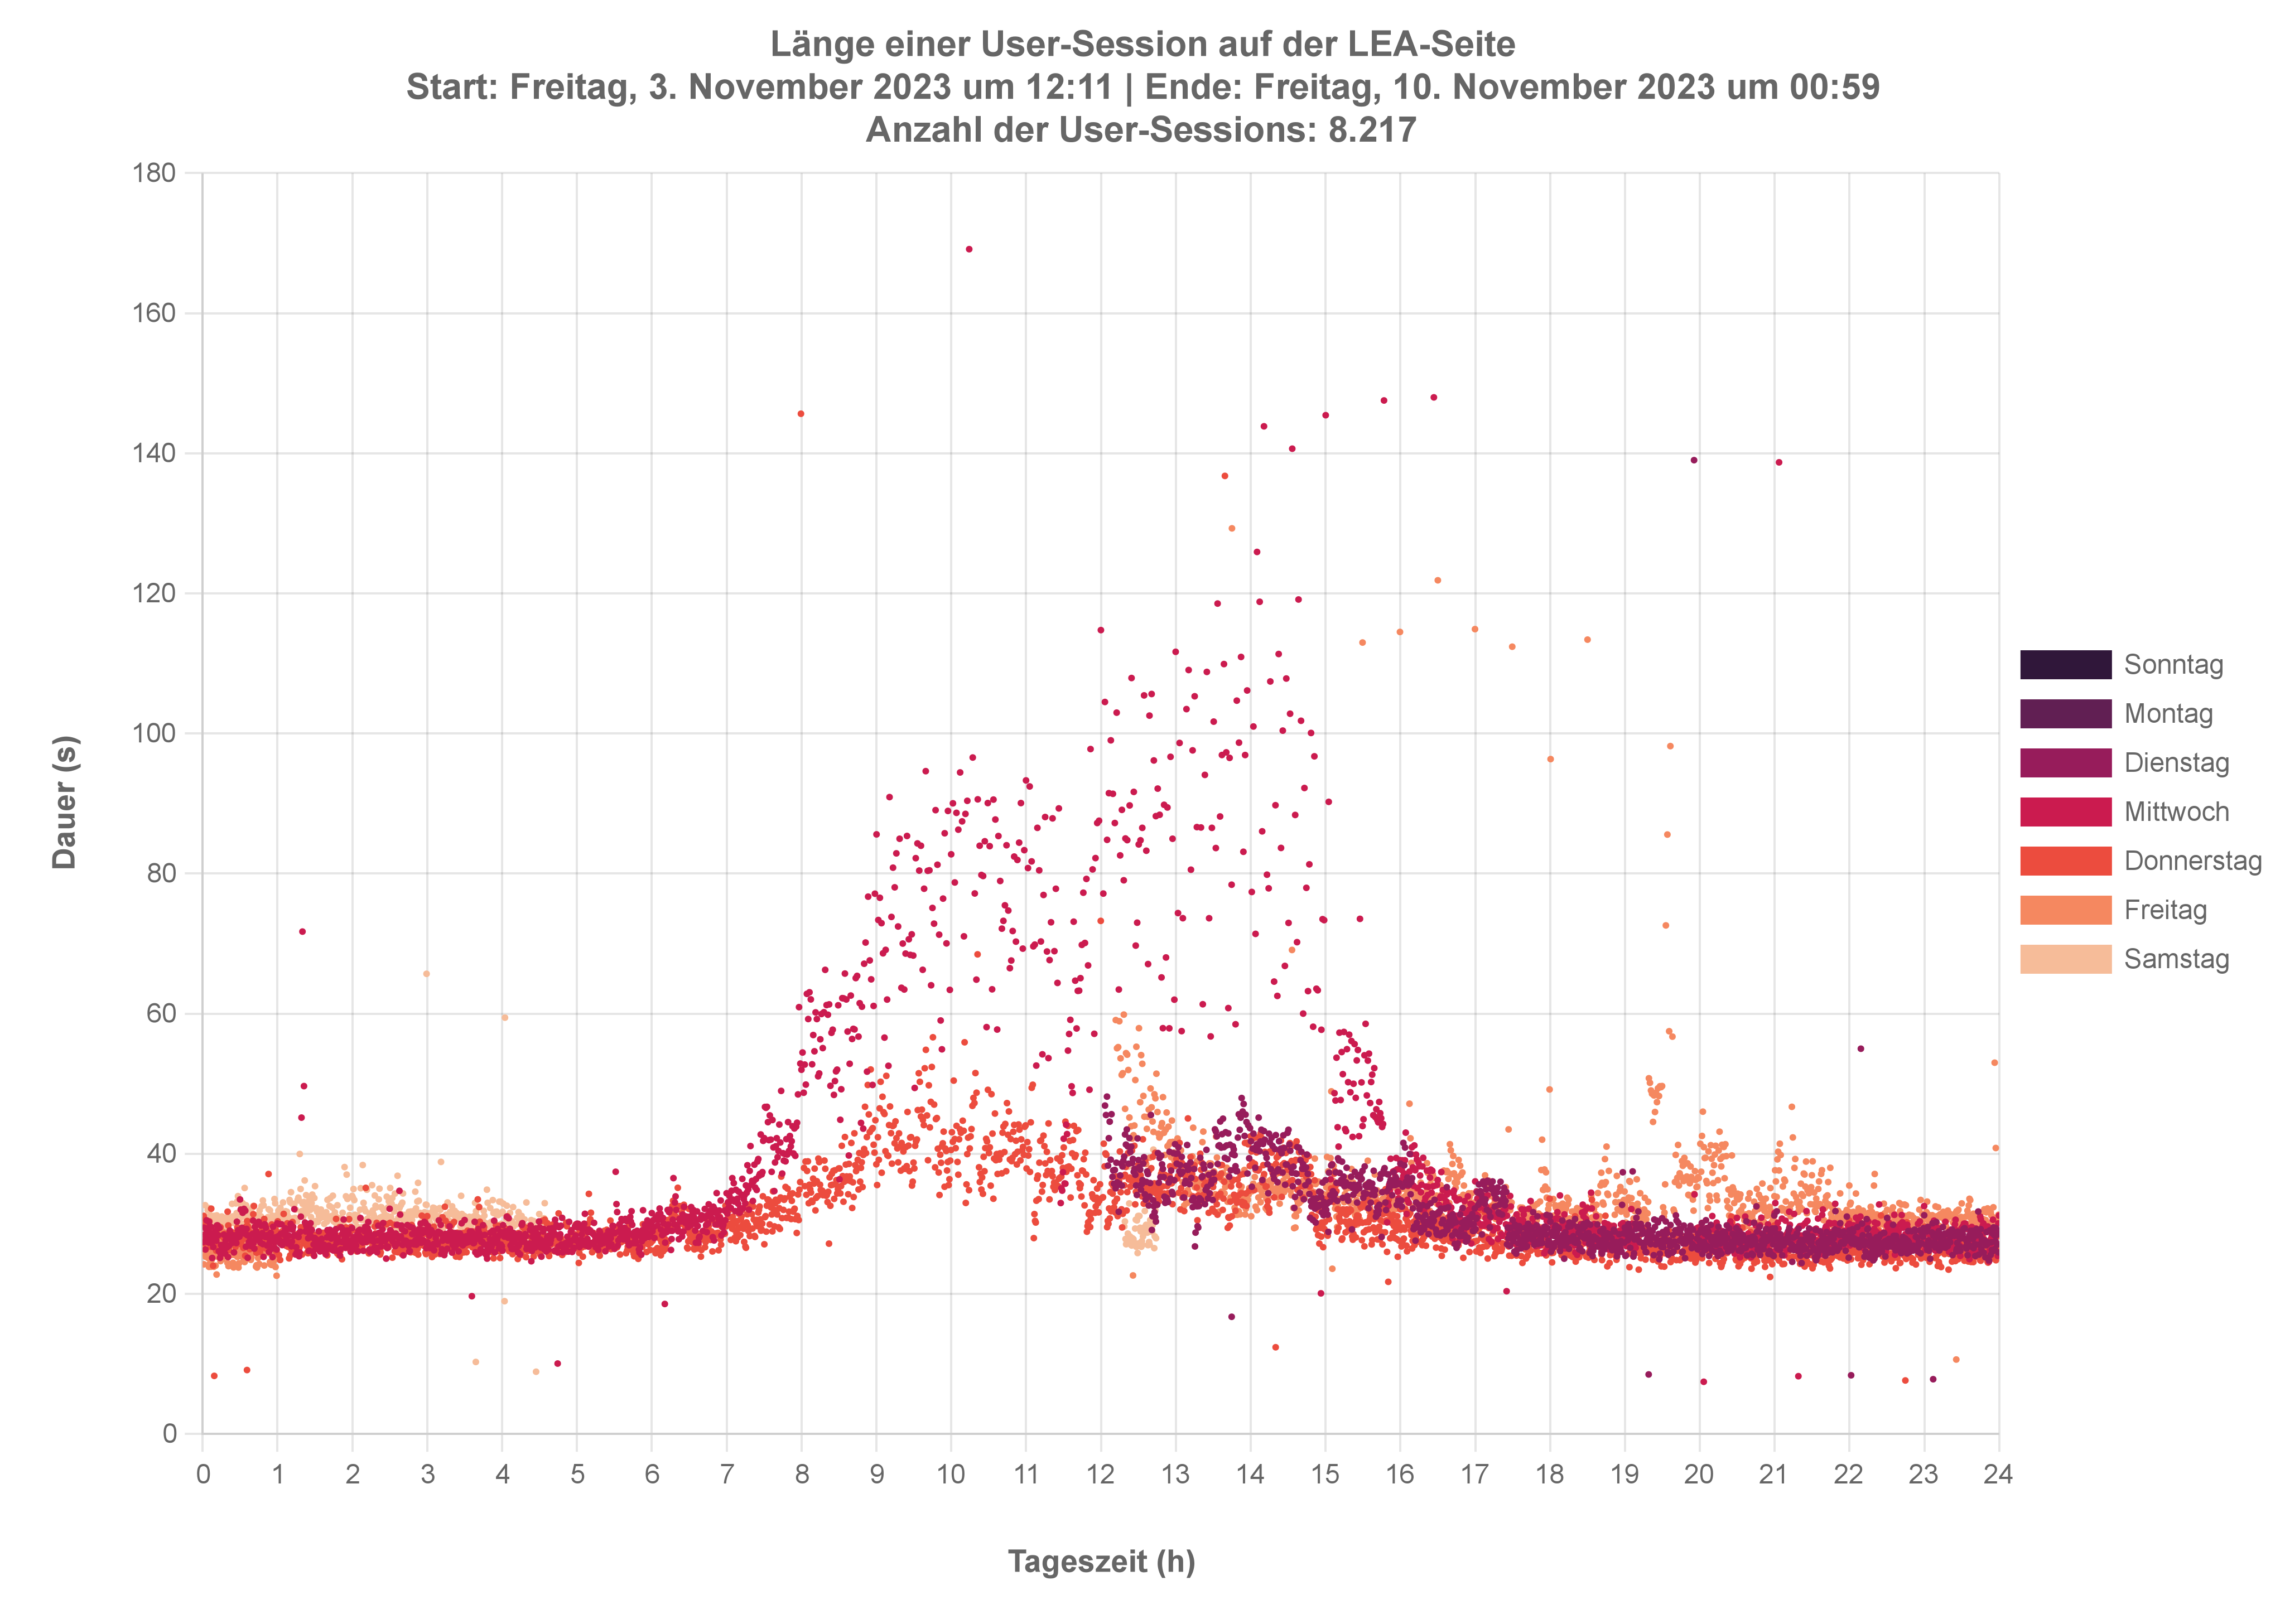 Länge einer User-Session auf der LEA-Seite
Start: Freitag, 3. November 2023 um 12:11 | Ende: Freitag, 10. November 2023 um 00:59
Anzahl der User-Sessions: 8.217
180
160
140
120
100
80
60
40
20
0
Dauer (s)
0 1 2 3 4 5 6 7 8 9 10 11 12 13 14 15 16 17 18 19 20 21 22 23 24
Tageszeit (h)
Sonntag
Montag
Dienstag
Mittwoch
Donnerstag
Freitag
Samstag